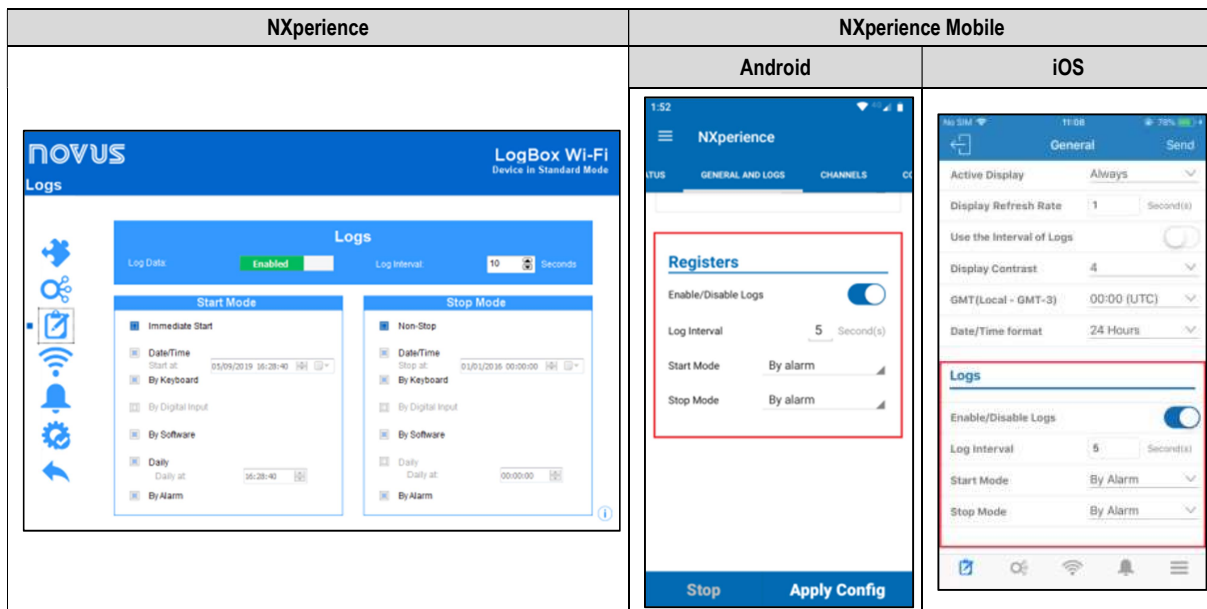 NXperience
NXperience Mobile
Android
iOS
novus
LogBox Wi-Fi
Device in Standard Mode
Logs
Logs
Log Data:
Enabled
Log Interval:
10
Seconds
Start Mode
Immediate Start
Date/Time
Start at:
05/09/2019 16:28:40
By Keyboard
By Digital Input
By Software
Daily
Daily at:
16:28:40
By Alarm
Stop Mode
Non-Stop
Date/Time
Stop at:
01/01/2016 00:00:00
By Keyboard
By Digital Input
By Software
Daily
Daily at:
00:00:00
By Alarm
1:52
NXperience
ATUS
GENERAL AND LOGS
CHANNELS
CO
Registers
Enable/Disable Logs
Log Interval
5 Second(s)
Start Mode
By alarm
Stop Mode
By alarm
Stop
Apply Config
No SIM
11:08
78%
General
Send
Active Display
Always
Display Refresh Rate
1
Second(s)
Use the Interval of Logs
Display Contrast
4
GMT(Local - GMT-3)
00:00 (UTC)
Date/Time format
24 Hours
Logs
Enable/Disable Logs
Log Interval
5
Second(s)
Start Mode
By Alarm
Stop Mode
By Alarm